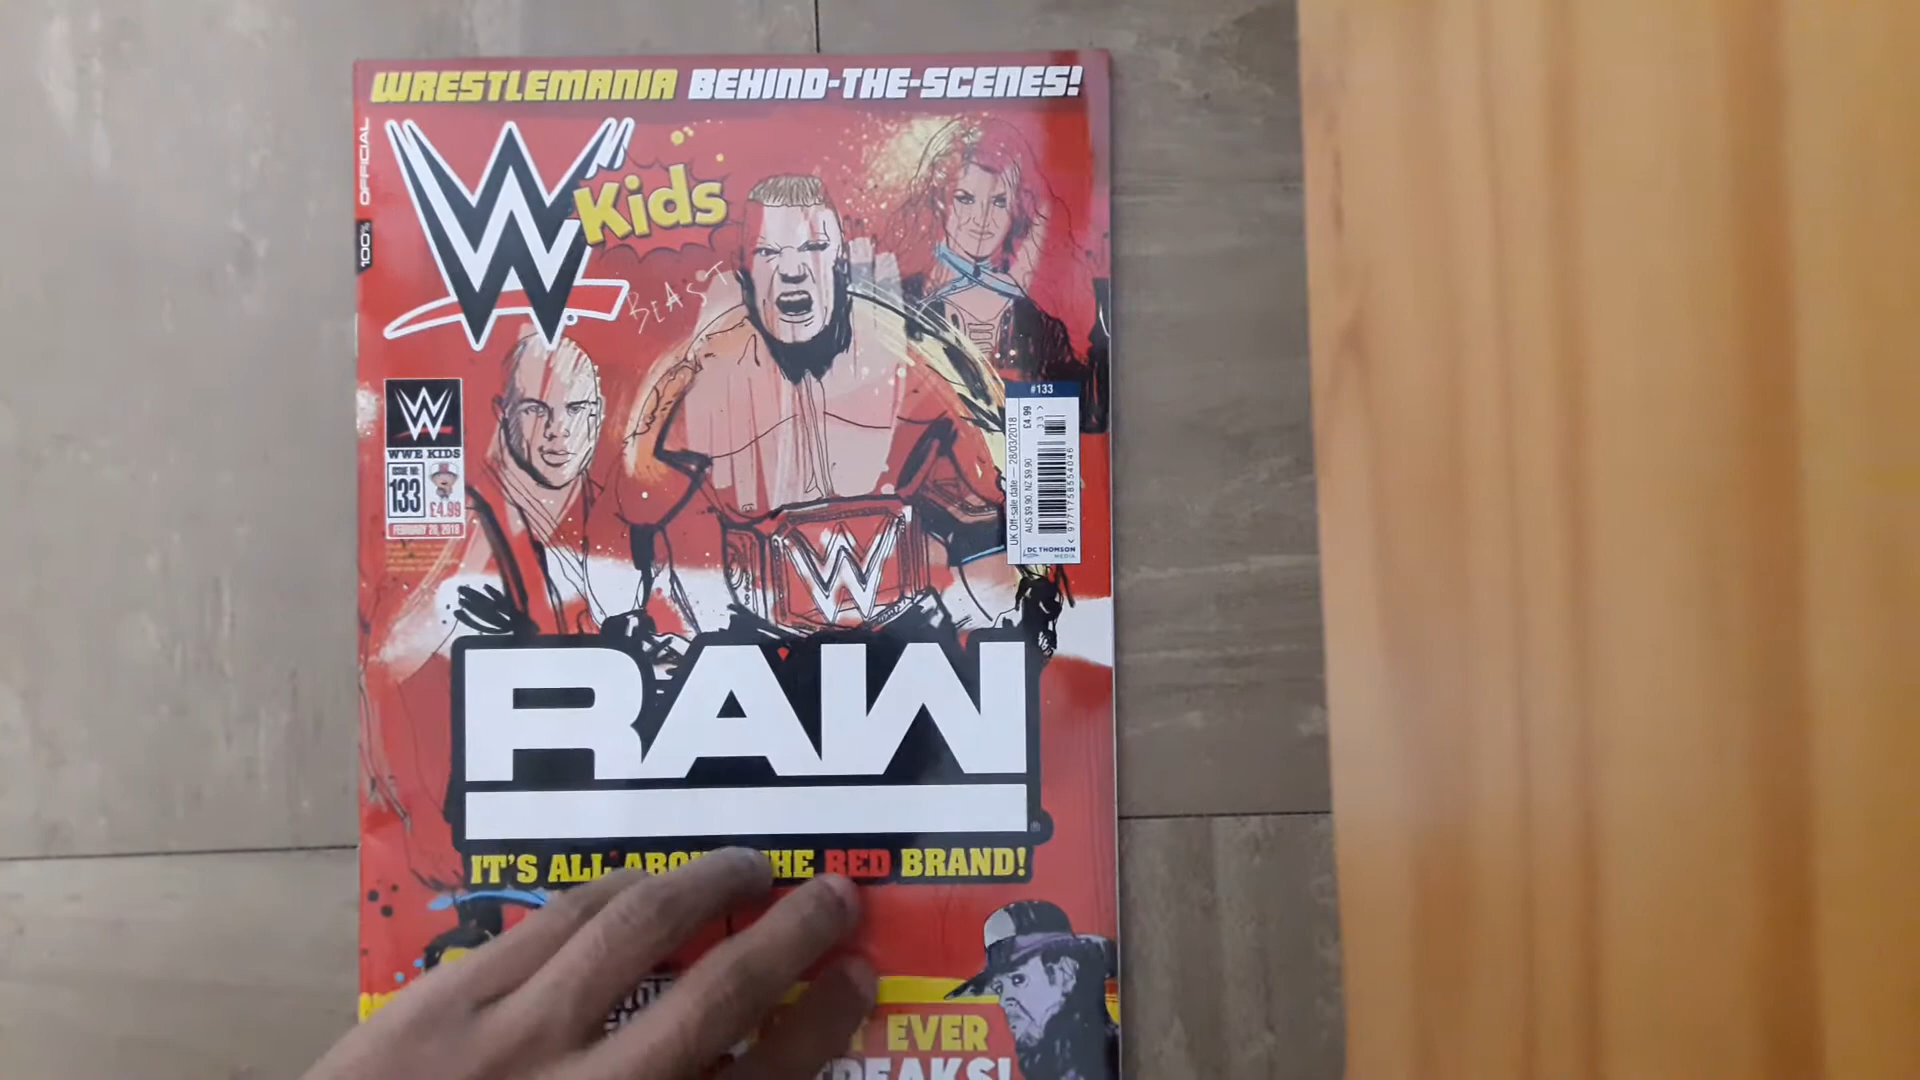 WRESTLEMANIA BEHIND-THE-SCENES!
100% OFFICIAL
W Kids
BEAST
#133
UK Off-sale date — 28/03/2018
£4.99
AUS $9.90, NZ $9.90
9771758554046
DC THOMSON
MEDIA
W
WWE KIDS
ISSUE NO:
133
£4.99
FEBRUARY 28, 2018
W
RAW
IT'S ALL THE RED BRAND!
EVER